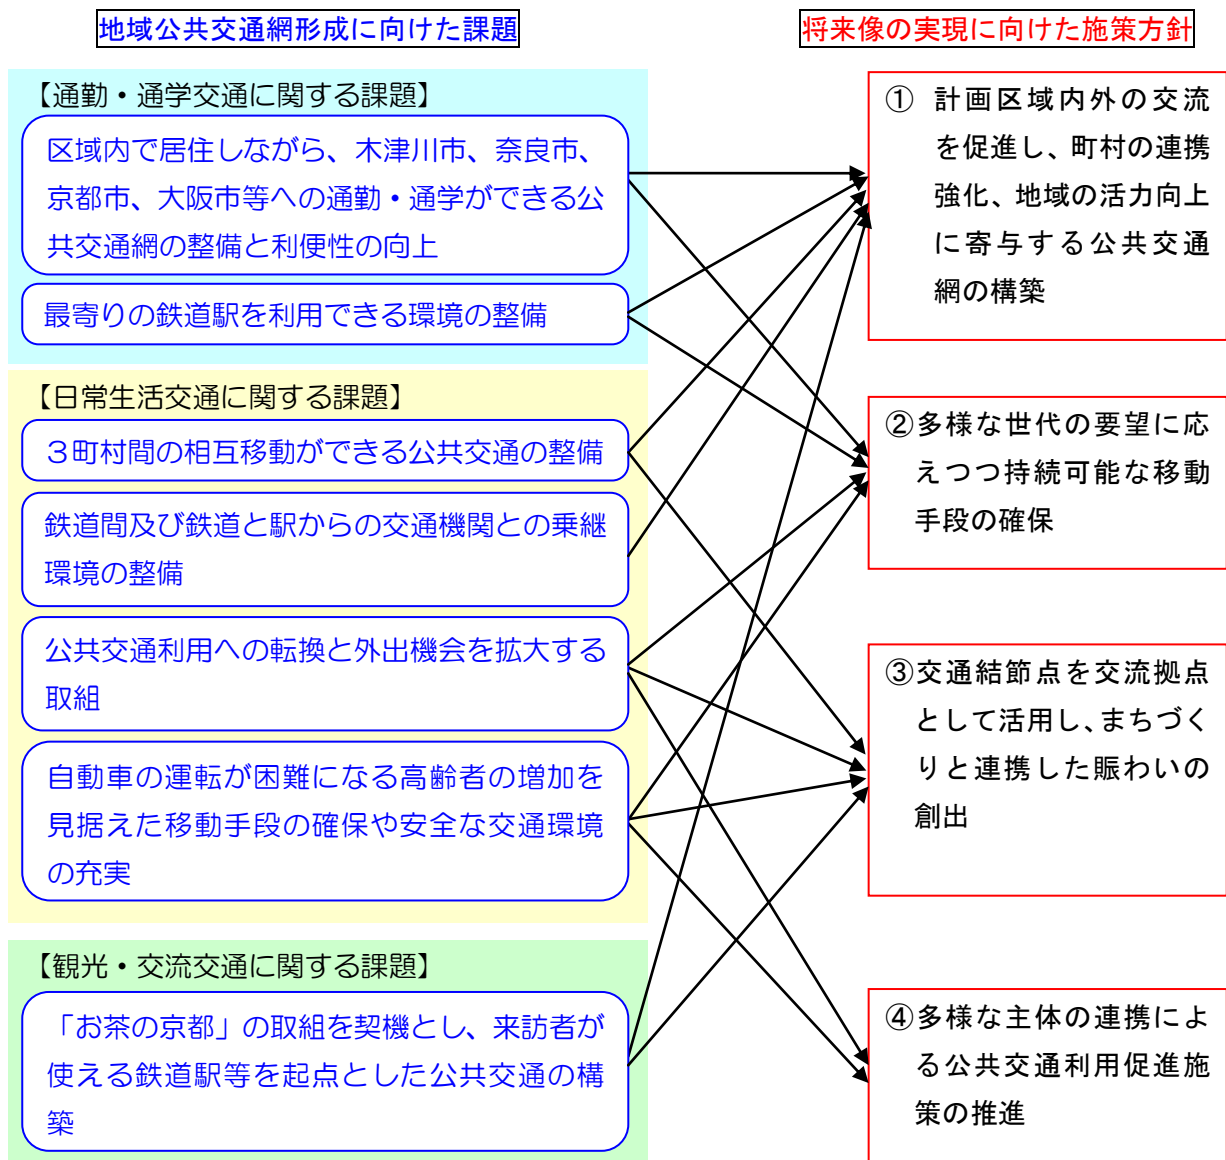 地域公共交通網形成に向けた課題
【通勤・通学交通に関する課題】
区域内で居住しながら、木津川市、奈良市、
京都市、大阪市等への通勤・通学ができる公
共交通網の整備と利便性の向上
最寄りの鉄道駅を利用できる環境の整備
【日常生活交通に関する課題】
３町村間の相互移動ができる公共交通の整備
鉄道間及び鉄道と駅からの交通機関との乗継
環境の整備
公共交通利用への転換と外出機会を拡大する
取組
自動車の運転が困難になる高齢者の増加を
見据えた移動手段の確保や安全な交通環境
の充実
【観光・交流交通に関する課題】
「お茶の京都」の取組を契機とし、来訪者が
使える鉄道駅等を起点とした公共交通の構
築
将来像の実現に向けた施策方針
① 計画区域内外の交流
を促進し、町村の連携
強化、地域の活力向上
に寄与する公共交通
網の構築
②多様な世代の要望に応
えつつ持続可能な移動
手段の確保
③交通結節点を交流拠点
として活用し、まちづく
りと連携した賑わいの
創出
④多様な主体の連携によ
る公共交通利用促進施
策の推進